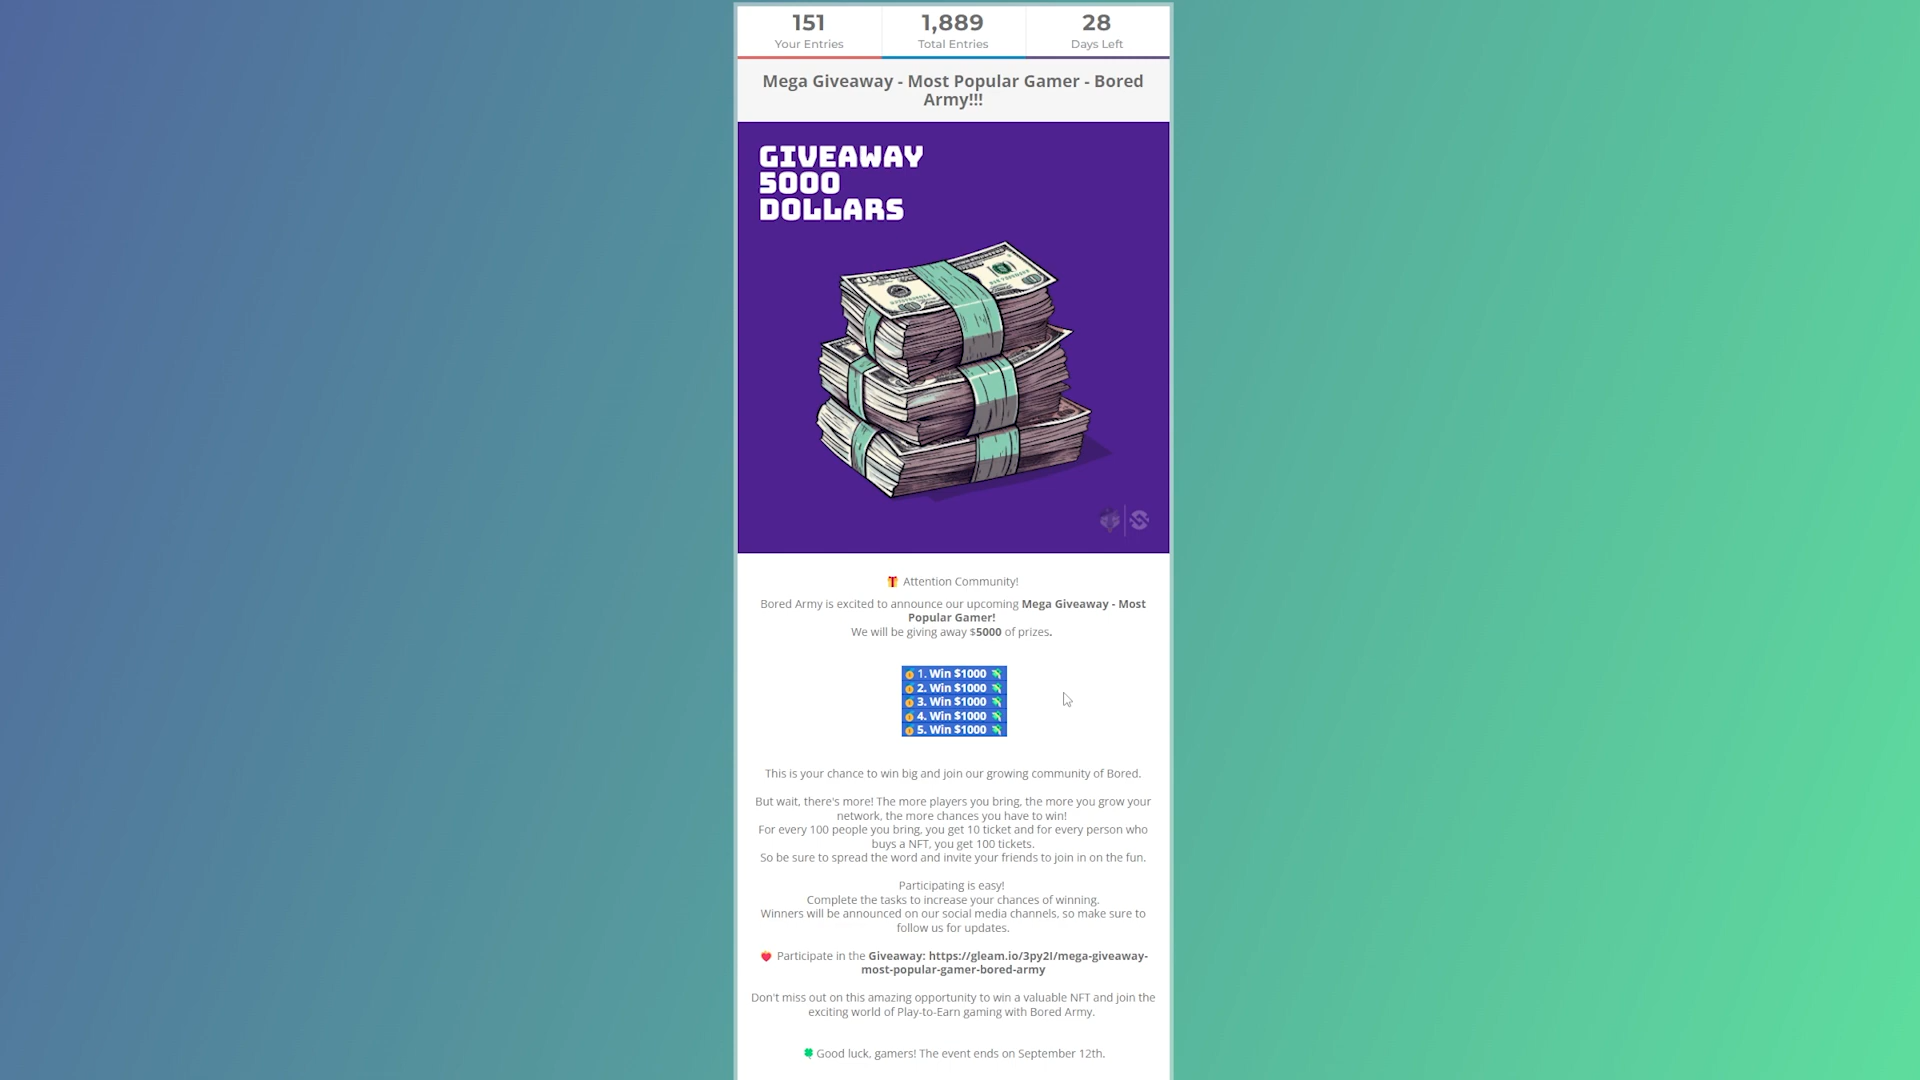 151 1,889 28
Your Entries Total Entries Days Left
Mega Giveaway - Most Popular Gamer - Bored
Army!!!
GIVEAWAY
5000
DOLLARS
Attention Community!
Bored Army is excited to announce our upcoming Mega Giveaway - Most
Popular Gamer!
We will be giving away $5000 of prizes.
1. Win $1000
2. Win $1000
3. Win $1000
4. Win $1000
5. Win $1000
This is your chance to win big and join our growing community of Bored.
But wait, there's more! The more players you bring, the more you grow your
network, the more chances you have to win!
For every 100 people you bring, you get 10 ticket and for every person who
buys a NFT, you get 100 tickets.
So be sure to spread the word and invite your friends to join in on the fun.
Participating is easy!
Complete the tasks to increase your chances of winning.
Winners will be announced on our social media channels, so make sure to
follow us for updates.
Participate in the Giveaway: https://gleam.io/3py2I/mega-giveaway-
most-popular-gamer-bored-army
Don't miss out on this amazing opportunity to win a valuable NFT and join the
exciting world of Play-to-Earn gaming with Bored Army.
Good luck, gamers! The event ends on September 12th.